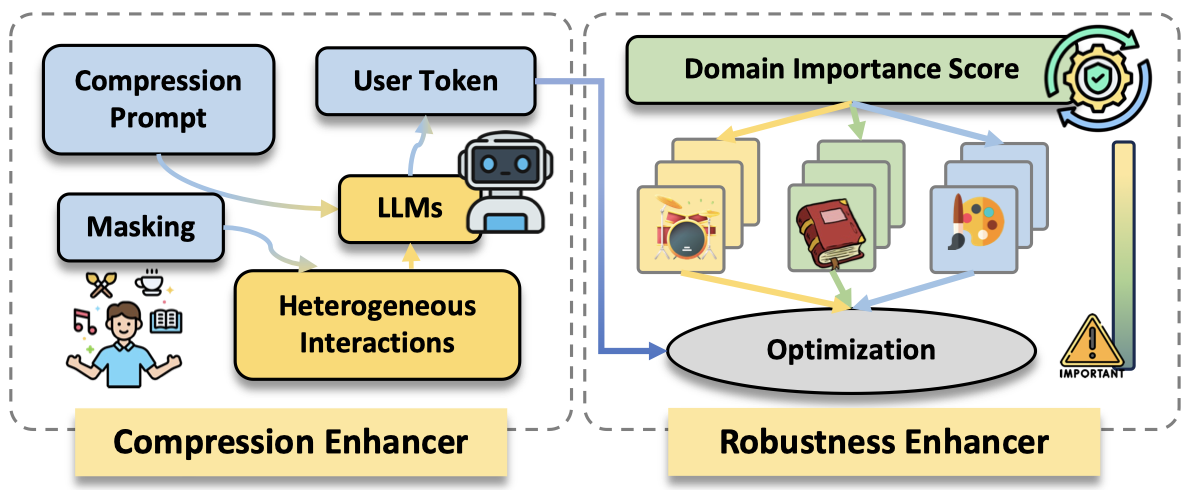 Compression
Prompt
User Token
LLMs
Masking
Heterogeneous
Interactions
Compression Enhancer
Domain Importance Score
Optimization
IMPORTANT
Robustness Enhancer